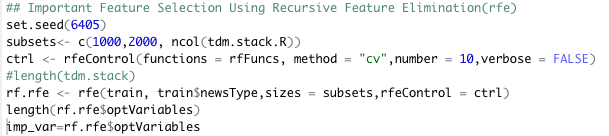 ## Important Feature Selection Using Recursive Feature Elimination(rfe)
set.seed(6405)
subsets<- c(1000,2000, ncol(tdm.stack.R))
ctrl <- rfeControl(functions = rfFuncs, method = "cv",number = 10,verbose = FALSE)
#length(tdm.stack)
rf.rfe <- rfe(train, train$newsType,sizes = subsets,rfeControl = ctrl)
length(rf.rfe$optVariables)
imp_var=rf.rfe$optVariables